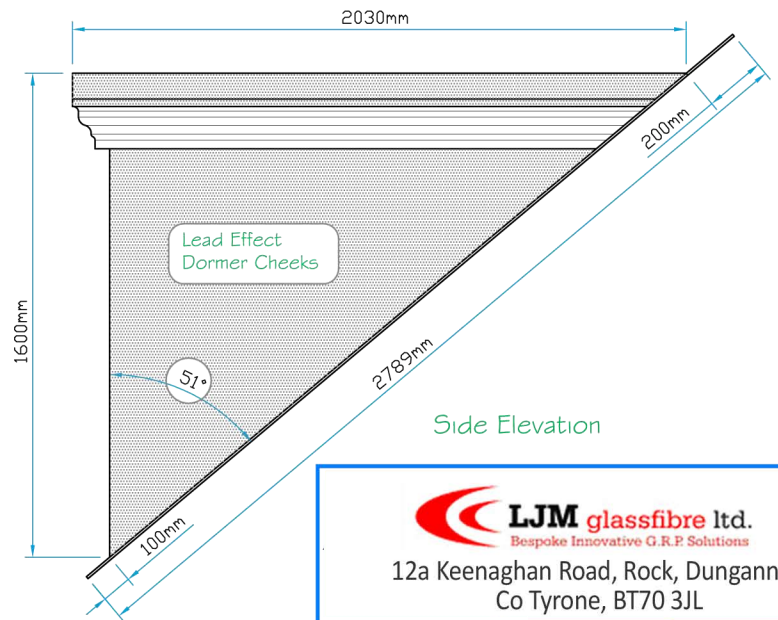 2030mm
200mm
1600mm
Lead Effect
Dormer Cheeks
51°
2789mm
Side Elevation
100mm
LJM glassfibre ltd.
Bespoke Innovative G.R.P. Solutions
12a Keenaghan Road, Rock, Dungann
Co Tyrone, BT70 3JL